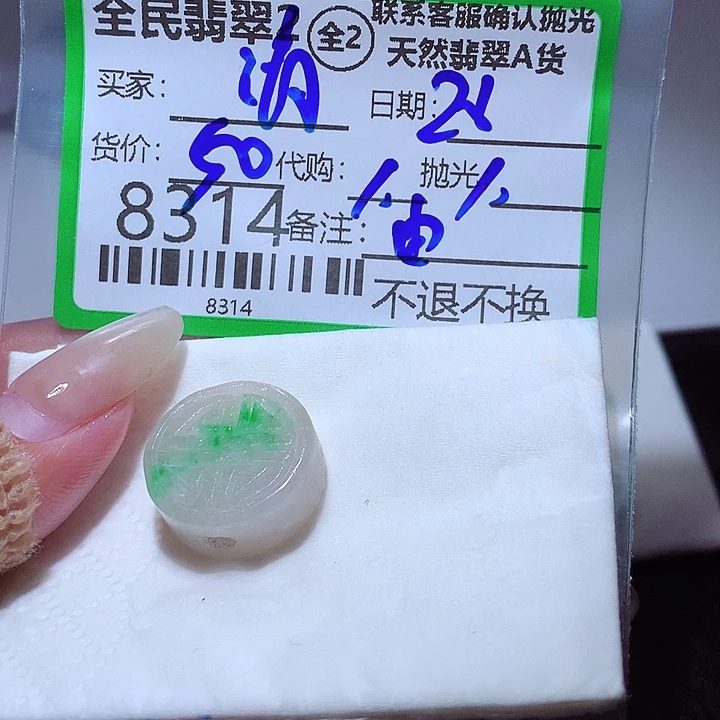 全民翡翠2 全2 联系客服确认抛光
天然翡翠A货
买家： 日期：21
货价：50 代购： 抛光
8314 备注：
8314 不退不换